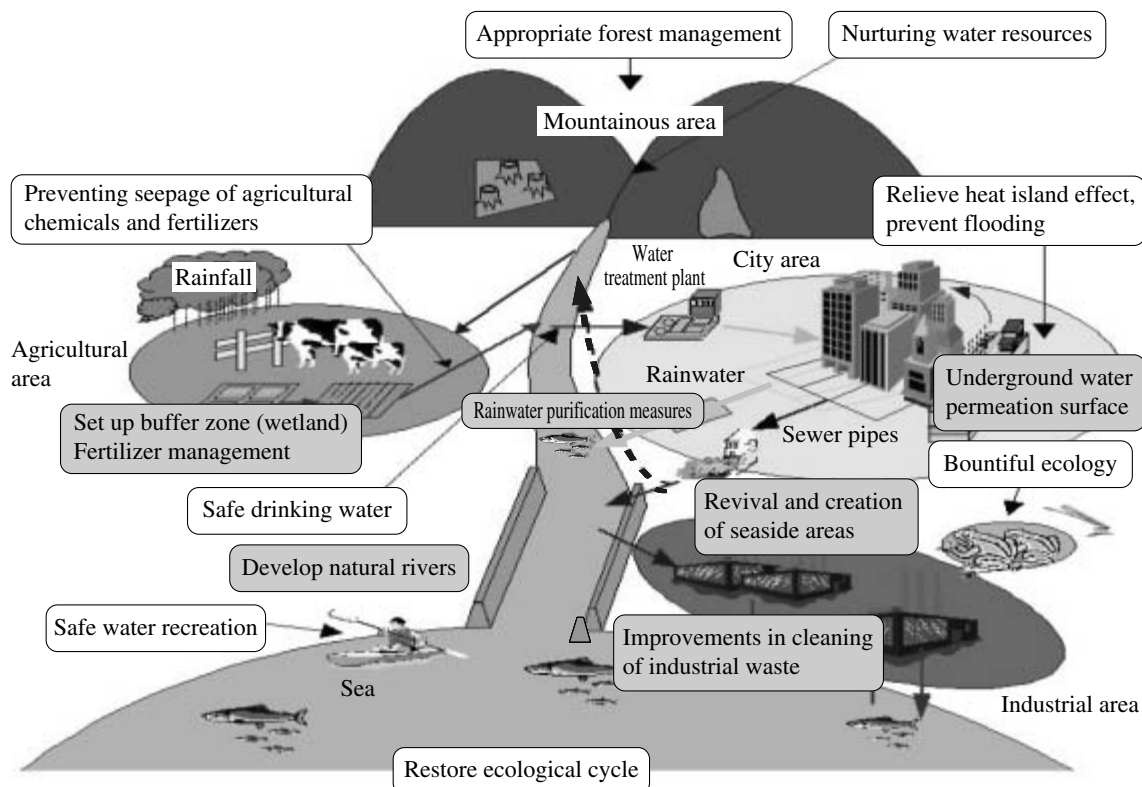 Appropriate forest management
Nurturing water resources
Mountainous area
Preventing seepage of agricultural
chemicals and fertilizers
Relieve heat island effect,
prevent flooding
Rainfall
Water
treatment plant
City area
Agricultural
area
Rainwater
Underground water
permeation surface
Set up buffer zone (wetland)
Fertilizer management
Rainwater purification measures
Sewer pipes
Bountiful ecology
Safe drinking water
Revival and creation
of seaside areas
Develop natural rivers
Safe water recreation
Improvements in cleaning
of industrial waste
Sea
Industrial area
Restore ecological cycle